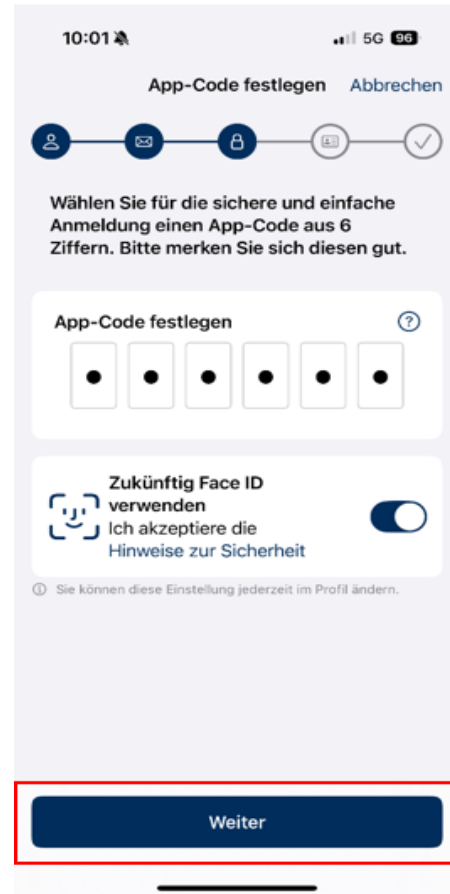 10:01 5G 96
App-Code festlegen Abbrechen
Wählen Sie für die sichere und einfache
Anmeldung einen App-Code aus 6
Ziffern. Bitte merken Sie sich diesen gut.
App-Code festlegen ?
Zukünftig Face ID
verwenden
Ich akzeptiere die
Hinweise zur Sicherheit
Sie können diese Einstellung jederzeit im Profil ändern.
Weiter